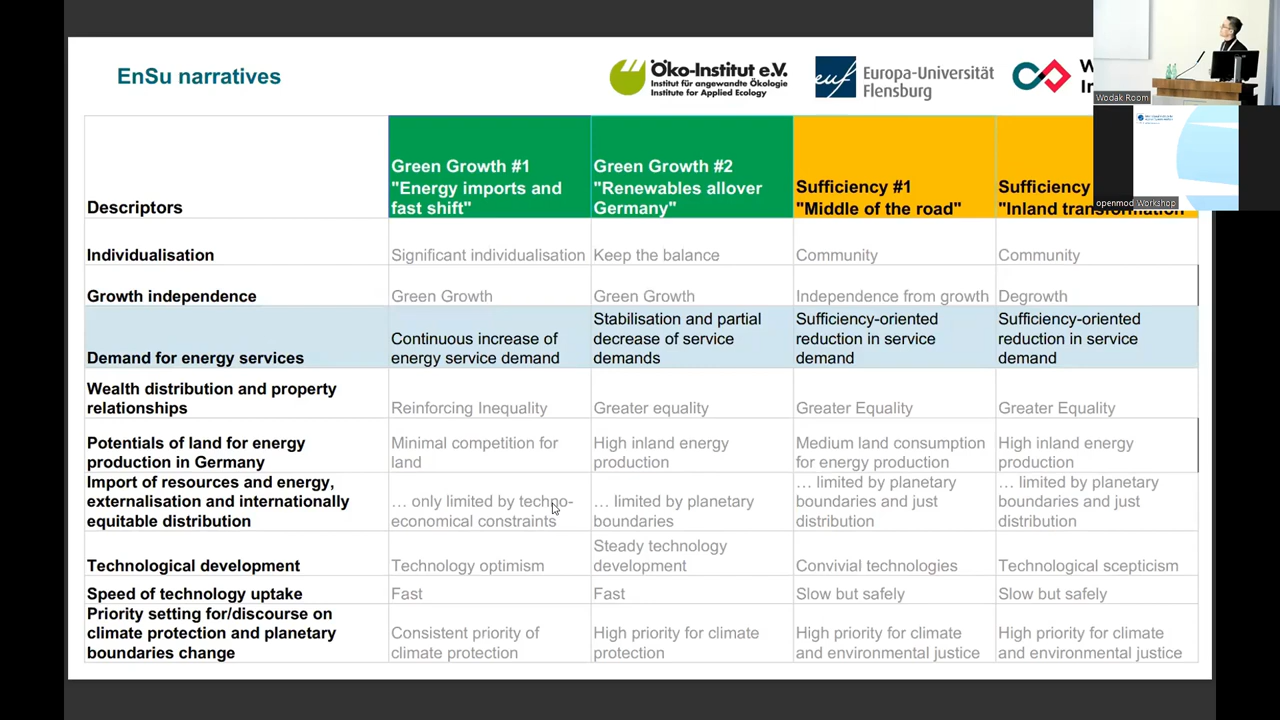 EnSu narratives
Öko-Institut e.V.
Institut für angewandte Ökologie
Institute for Applied Ecology
euf
Europa-Universität
Flensburg
Wodak Room
openmod Workshop
Descriptors
Green Growth #1
"Energy imports and
fast shift"
Green Growth #2
"Renewables allover
Germany"
Sufficiency #1
"Middle of the road"
Sufficiency
"Inland transformation"
Individualisation
Significant individualisation
Keep the balance
Community
Community
Growth independence
Green Growth
Green Growth
Independence from growth
Degrowth
Demand for energy services
Continuous increase of
energy service demand
Stabilisation and partial
decrease of service
demands
Sufficiency-oriented
reduction in service
demand
Sufficiency-oriented
reduction in service
demand
Wealth distribution and property
relationships
Reinforcing Inequality
Greater equality
Greater Equality
Greater Equality
Potentials of land for energy
production in Germany
Minimal competition for
land
High inland energy
production
Medium land consumption
for energy production
High inland energy
production
Import of resources and energy,
externalisation and internationally
equitable distribution
… only limited by techno-
economical constraints
… limited by planetary
boundaries
… limited by planetary
boundaries and just
distribution
… limited by planetary
boundaries and just
distribution
Technological development
Technology optimism
Steady technology
development
Convivial technologies
Technological scepticism
Speed of technology uptake
Fast
Fast
Slow but safely
Slow but safely
Priority setting for/discourse on
climate protection and planetary
boundaries change
Consistent priority of
climate protection
High priority for climate
protection
High priority for climate
and environmental justice
High priority for climate
and environmental justice